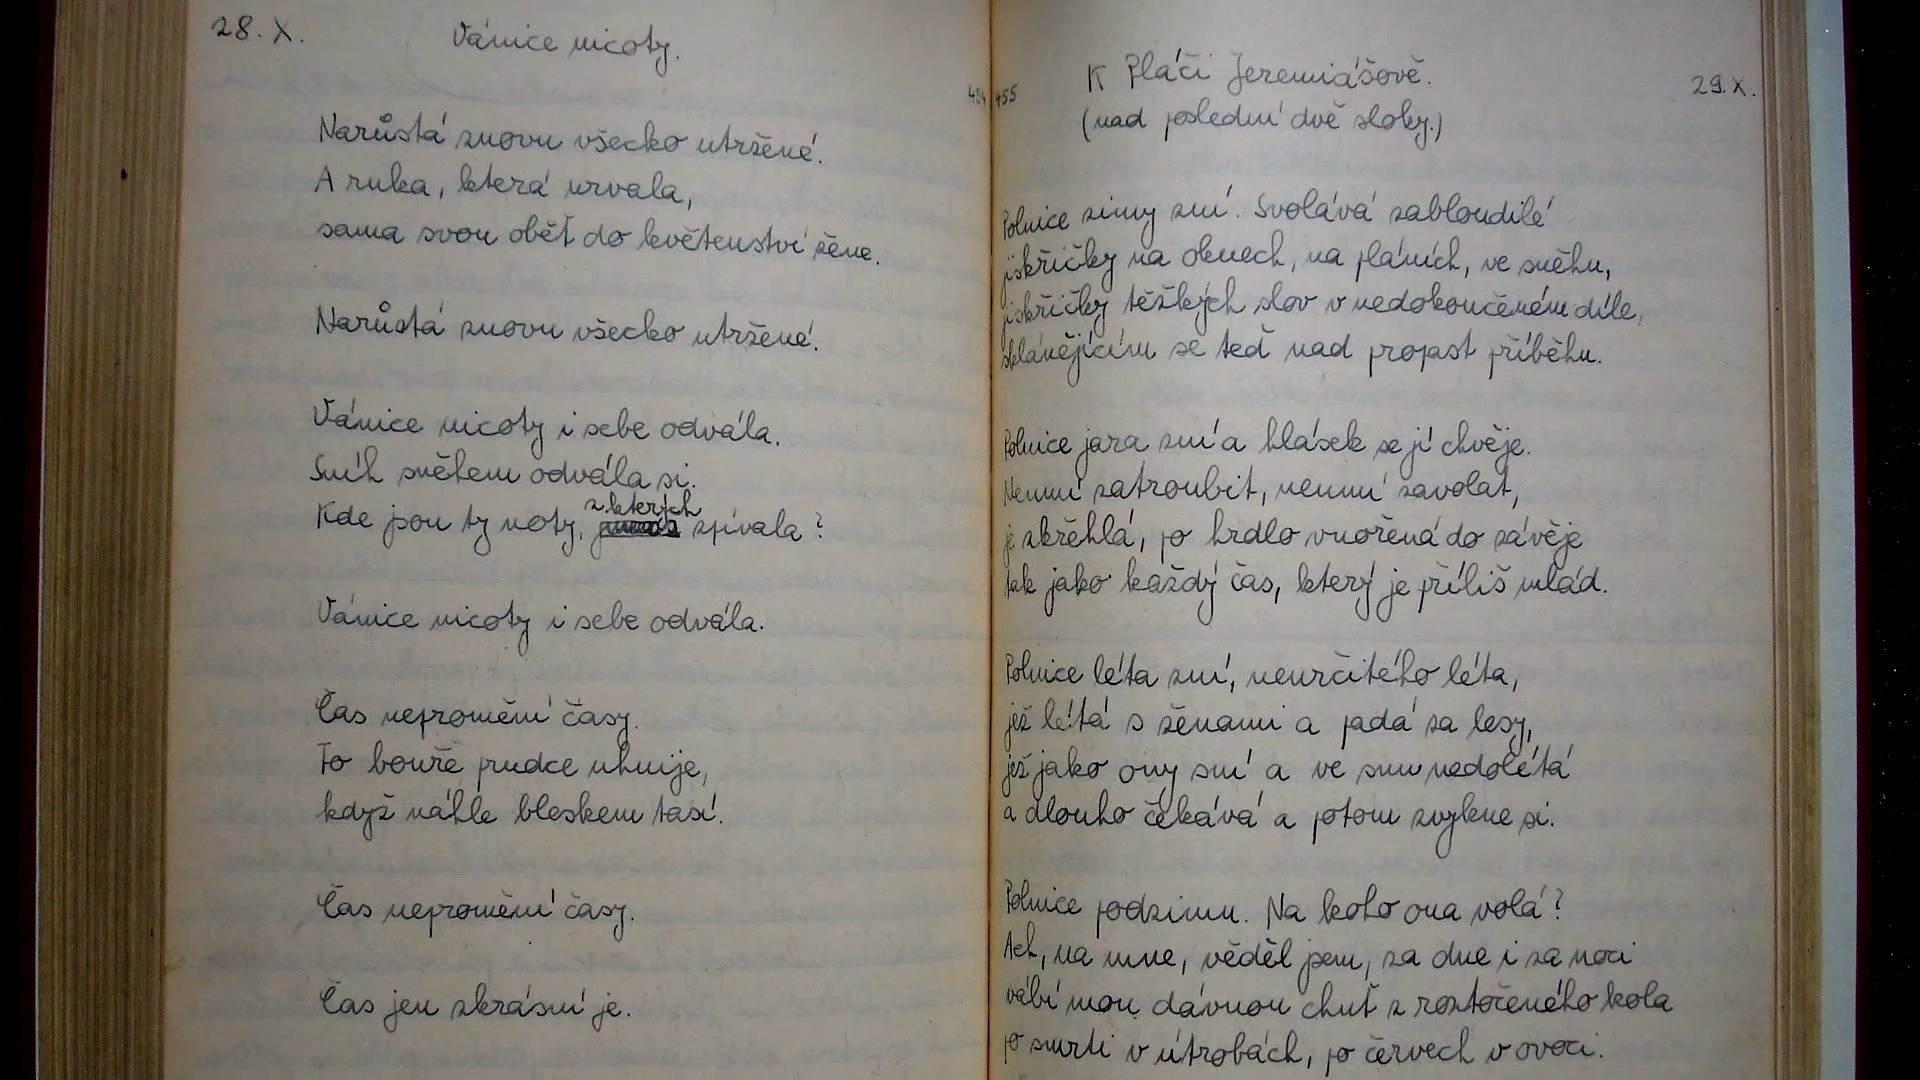 28. X.
Vánice nicoty.
Narůstá znovu všecko utržené.
A ruka, která urvala,
sama svou oběť do květenství žene.
Narůstá znovu všecko utržené.
Vánice nicoty i sebe odvála.
Sníh sněhem odvála si.
z kterých
Kde jsou ty noty, zpívala?
Vánice nicoty i sebe odvála.
Čas nepromění časy.
To bouře prudce uhnije,
když náhle bleskem tasí.
Čas nepromění časy.
Čas jen zkrásní je.
454
455
K Pláči Jeremiášově.
29. X.
(nad poslední dvě sloky.)
Polnice zimy zní. Svolává zabloudilé
jiskřičky na oknech, na pláních, ve sněhu,
jiskřičky těžkých slov v nedokončeném díle,
sklánějícím se teď nad propast příběhu.
Polnice jara zní a hlásek se jí chvěje.
Neumí zatroubit, neumí zavolat,
je zkřehlá, po hrdlo vnořená do závěje
tak jako každý čas, který je příliš mlád.
Polnice léta zní, neurčitého léta,
jež létá s ženami a padá za lesy,
jež jako ony sní a ve snu nedolétá
a dlouho čekává a potom zvykne si.
Polnice podzimu. Na koho ona volá?
Ach, na mne, věděl jsem, za dne i za noci
vábí mou dávnou chuť z roztočeného kola
po smrti v útrobách, po červech v ovoci.